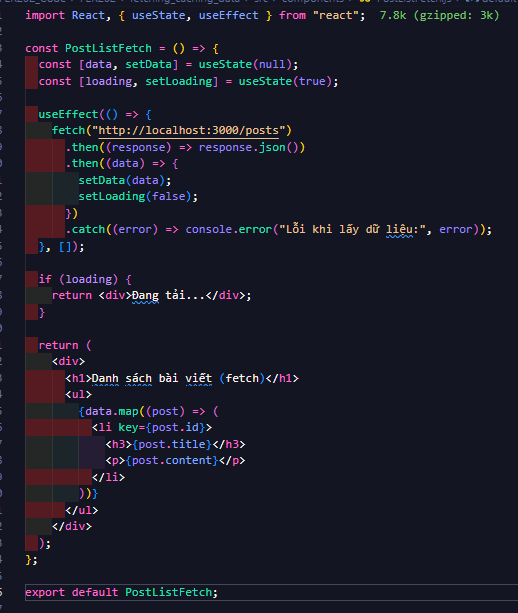 import React, { useState, useEffect } from "react";  7.8k (gzipped: 3k)
const PostListFetch = () => {
  const [data, setData] = useState(null);
  const [loading, setLoading] = useState(true);
  useEffect(() => {
    fetch("http://localhost:3000/posts")
      .then((response) => response.json())
      .then((data) => {
        setData(data);
        setLoading(false);
      })
      .catch((error) => console.error("Lỗi khi lấy dữ liệu:", error));
  }, []);
  if (loading) {
    return <div>Đang tải...</div>;
  }
  return (
    <div>
      <h1>Danh sách bài viết (fetch)</h1>
      <ul>
        {data.map((post) => (
          <li key={post.id}>
            <h3>{post.title}</h3>
            <p>{post.content}</p>
          </li>
        ))}
      </ul>
    </div>
  );
};
export default PostListFetch;